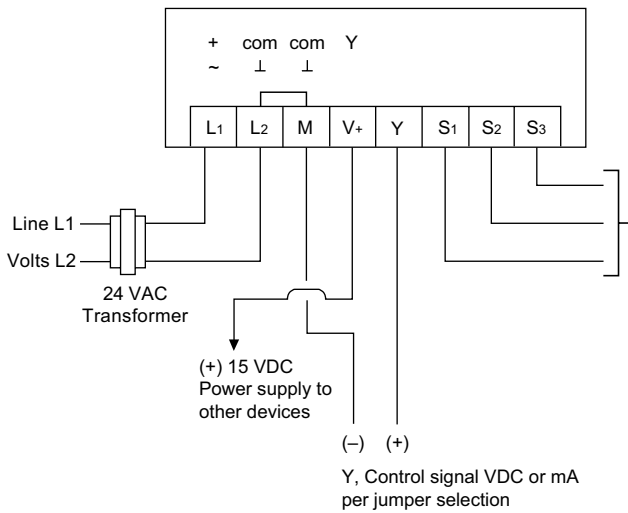 + com com Y
~ ⊥ ⊥
L1 L2 M V+ Y S1 S2 S3
Line L1
Volts L2
24 VAC
Transformer
(+) 15 VDC
Power supply to
other devices
(–) (+)
Y, Control signal VDC or mA
per jumper selection